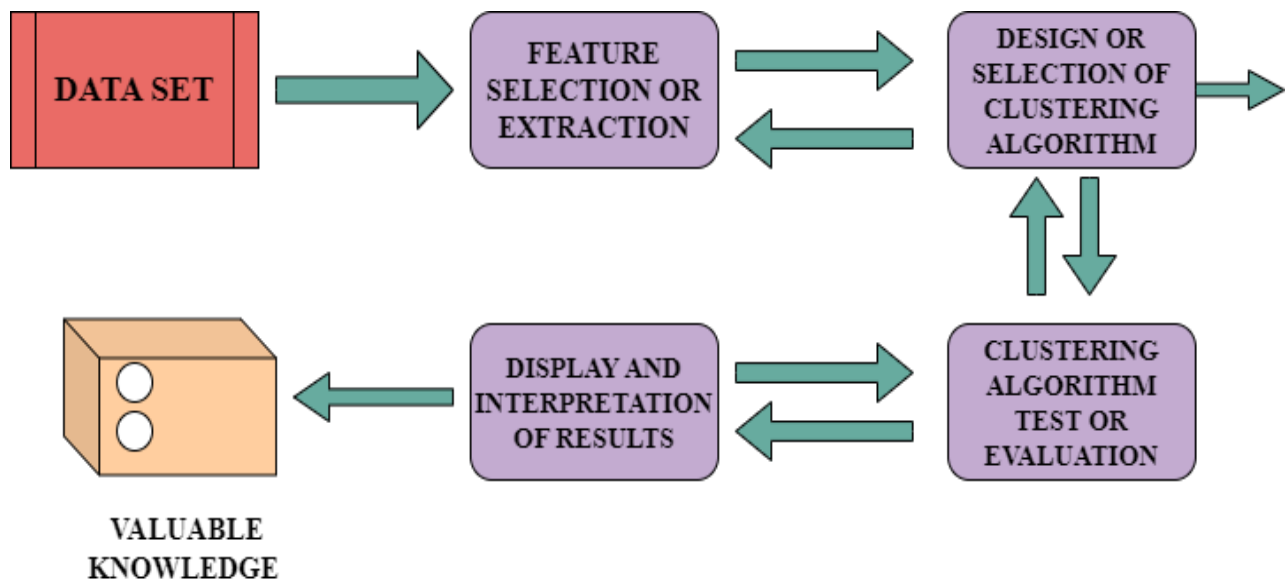 DATA SET
FEATURE
SELECTION OR
EXTRACTION
DESIGN OR
SELECTION OF
CLUSTERING
ALGORITHM
VALUABLE
KNOWLEDGE
DISPLAY AND
INTERPRETATION
OF RESULTS
CLUSTERING
ALGORITHM
TEST OR
EVALUATION